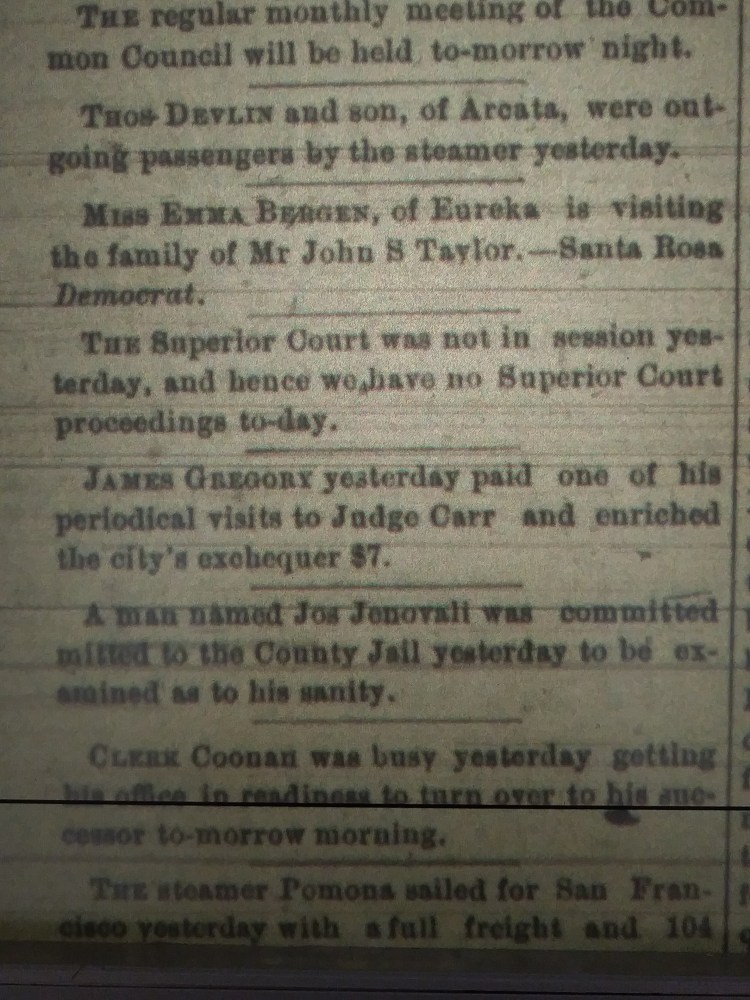 THE regular monthly meeting of the Com-
mon Council will be held to-morrow night.
THOS DEVLIN and son, of Arcata, were out-
going passengers by the steamer yesterday.
MISS EMMA BERGEN, of Eureka is visiting
the family of Mr John S Taylor.—Santa Rosa
Democrat.
THE Superior Court was not in session yes-
terday, and hence we have no Superior Court
proceedings to-day.
JAMES GREGORY yesterday paid one of his
periodical visits to Judge Carr and enriched
the city's exchequer $7.
A man named Jos Jenovali was committed
mitted to the County Jail yesterday to be ex-
amined as to his sanity.
CLERK Coonan was busy yesterday getting
his office in readiness to turn over to his suc-
cessor to-morrow morning.
THE steamer Pomona sailed for San Fran-
cisco yesterday with a full freight and 104